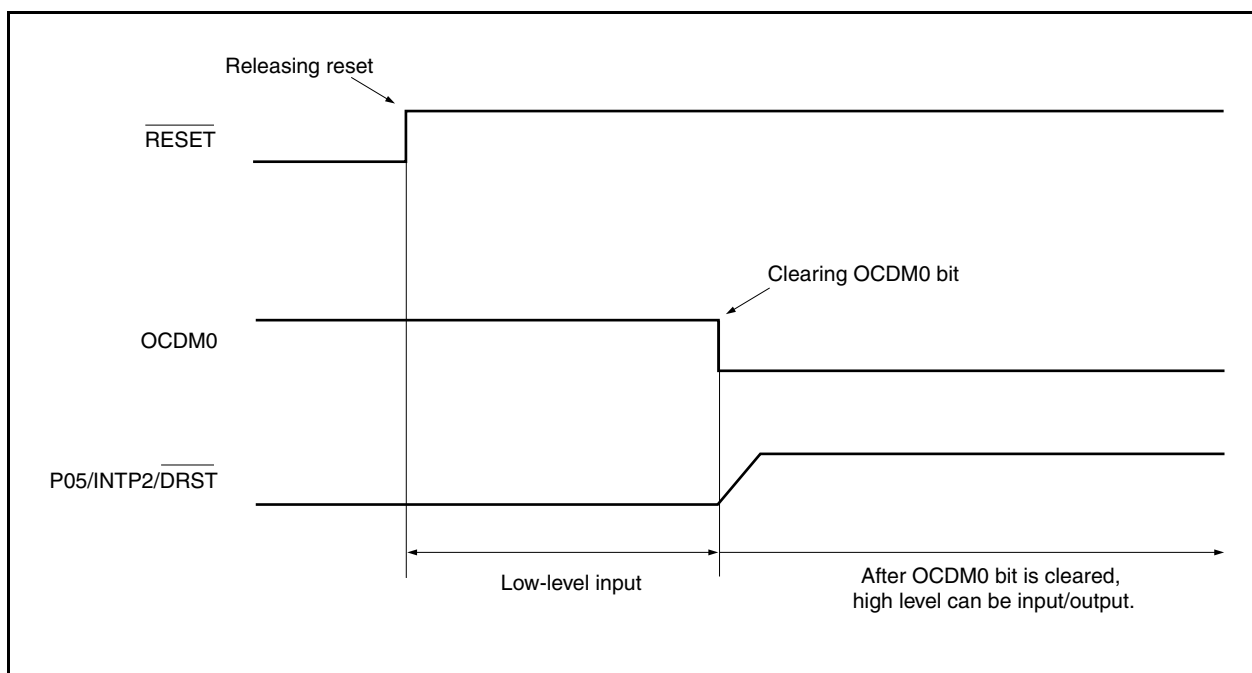 Releasing reset
RESET
Clearing OCDM0 bit
OCDM0
P05/INTP2/DRST
Low-level input
After OCDM0 bit is cleared,
high level can be input/output.